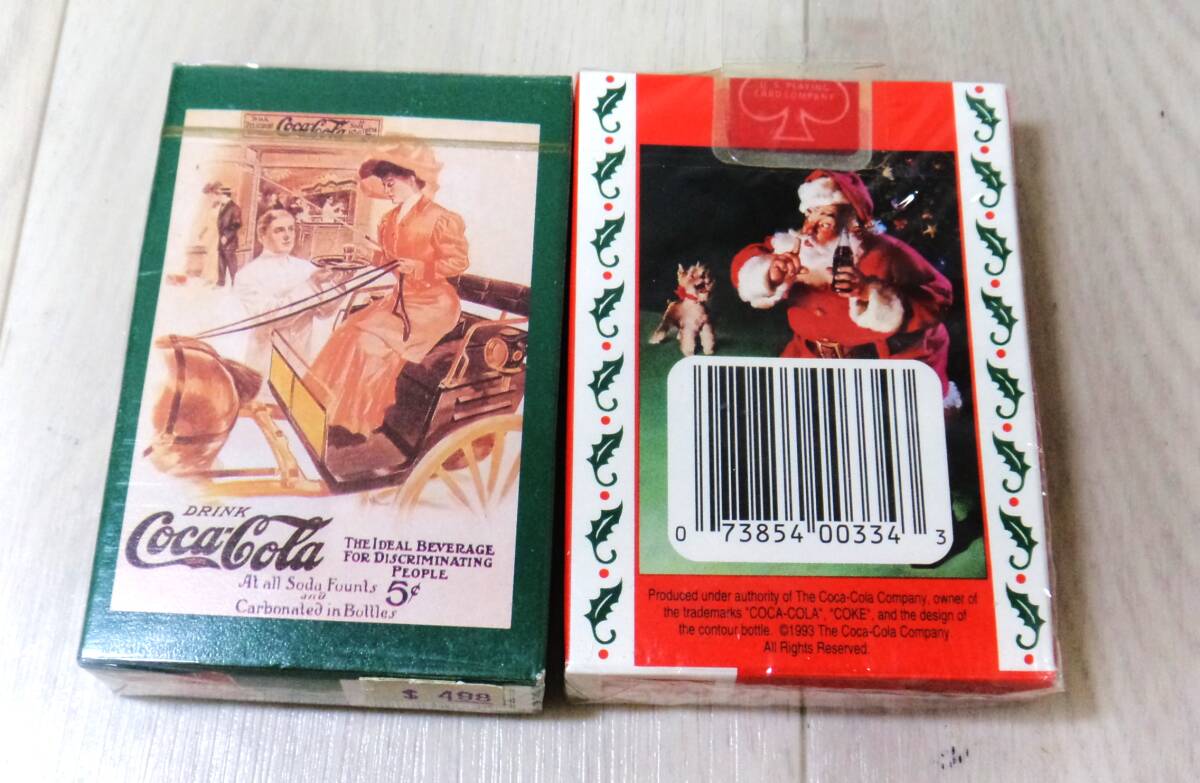 Coca-Cola
DRINK
Coca-Cola
THE IDEAL BEVERAGE
FOR DISCRIMINATING
PEOPLE
At all Soda Founts 5¢
and
Carbonated in Bottles
$ 498
U.S. PLAYING
CARD COMPANY
0 73854 00334 3
Produced under authority of The Coca-Cola Company, owner of
the trademarks "COCA-COLA", "COKE", and the design of
the contour bottle. ©1993 The Coca-Cola Company
All Rights Reserved.